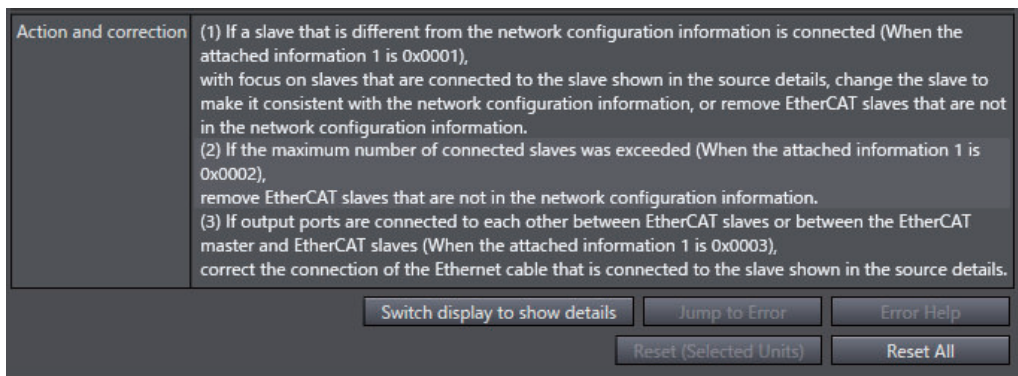 Action and correction
(1) If a slave that is different from the network configuration information is connected (When the
attached information 1 is 0x0001),
with focus on slaves that are connected to the slave shown in the source details, change the slave to
make it consistent with the network configuration information, or remove EtherCAT slaves that are not
in the network configuration information.
(2) If the maximum number of connected slaves was exceeded (When the attached information 1 is
0x0002),
remove EtherCAT slaves that are not in the network configuration information.
(3) If output ports are connected to each other between EtherCAT slaves or between the EtherCAT
master and EtherCAT slaves (When the attached information 1 is 0x0003),
correct the connection of the Ethernet cable that is connected to the slave shown in the source details.
Switch display to show details
Jump to Error
Error Help
Reset (Selected Units)
Reset All